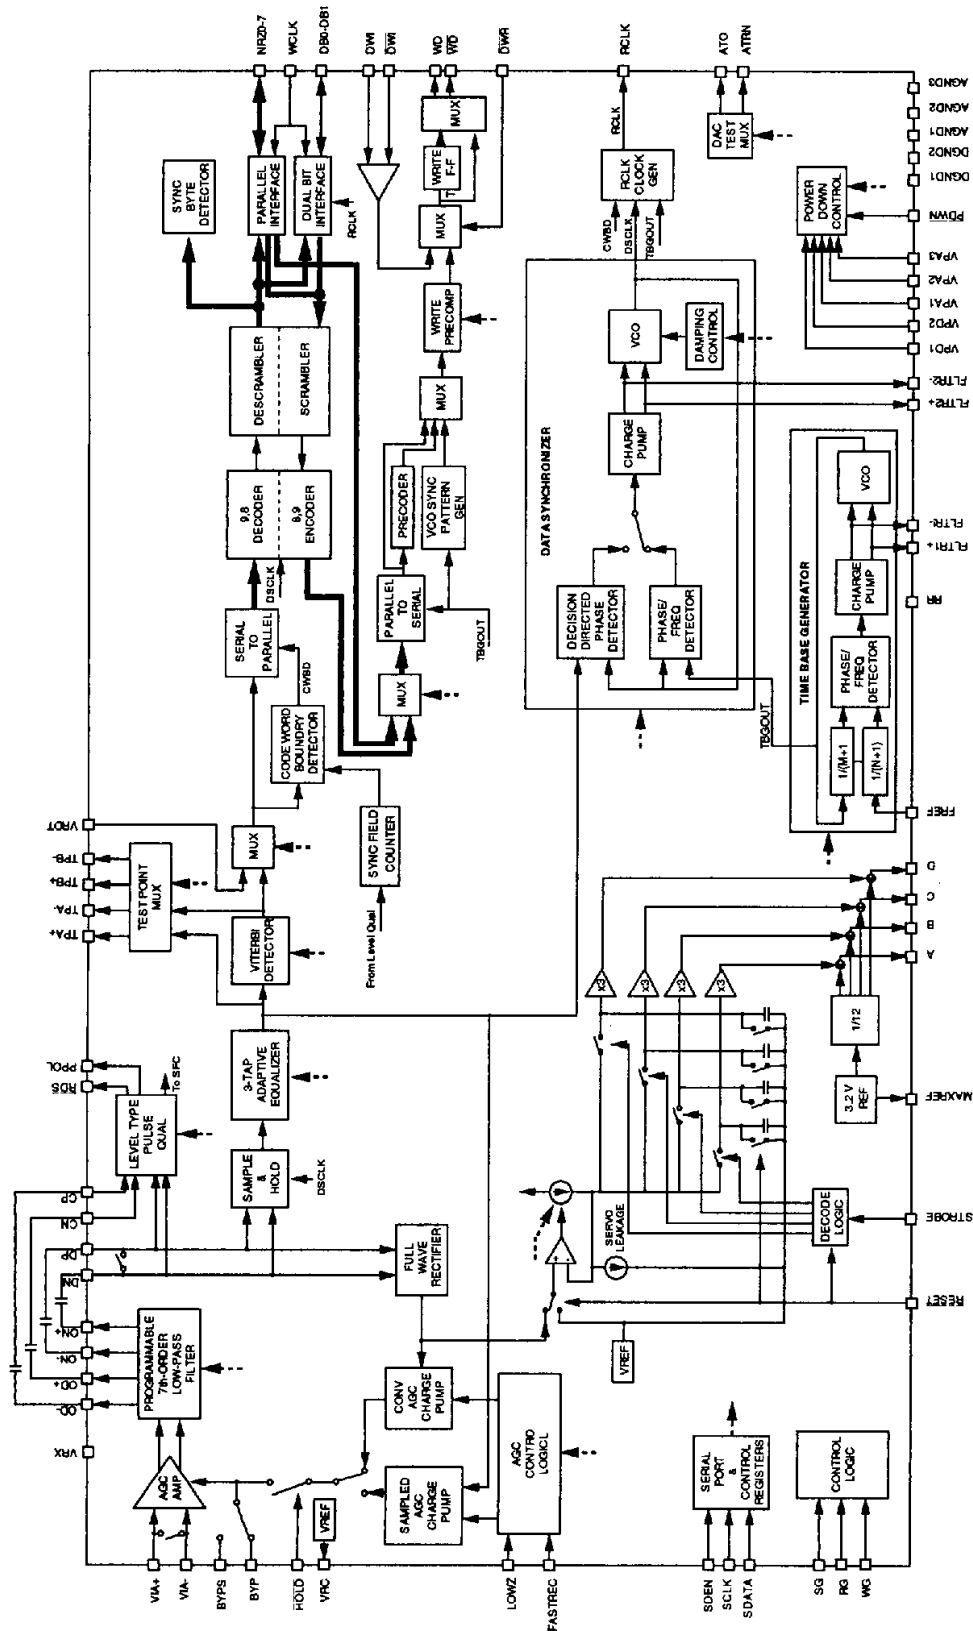 NRZ0-7
WCLK
DB0-DB1
DWI
DWI
WD
WD
DWR
RCLK
ATO
ATRN
SYNC
BYTE
DETECTOR
PARALLEL
INTERFACE
DUAL BIT
INTERFACE
RCLK
MUX
WRITE
F-F
MUX
RCLK
RCLK
CLOCK
GEN
CWBD
DSCLK
TBGOUT
DAC
TEST
MUX
POWER
DOWN
CONTROL
AGND3
AGND2
AGND1
DGND2
DGND1
PDWN
VPA3
VPA2
VPA1
VPD2
VPD1
FLTR2-
FLTR2+
DESCRAMBLER
SCRAMBLER
WRITE
PRECOMP
MUX
VCO
DAMPING
CONTROL
CHARGE
PUMP
DATA SYNCHRONIZER
DECISION
DIRECTED
PHASE
DETECTOR
PHASE/
FREQ
DETECTOR
9,8
DECODER
8,9
ENCODER
DSCLK
PRECODER
VCO SYNC
PATTERN
GEN
PARALLEL
TO
SERIAL
TBGOUT
MUX
SERIAL
TO
PARALLEL
CWBD
CODE WORD
BOUNDRY
DETECTOR
TIME BASE GENERATOR
VCO
CHARGE
PUMP
PHASE/
FREQ
DETECTOR
1/(M+1)
1/(N+1)
TBGOUT
FLTR1-
FLTR1+
RR
FREF
VRDT
TPB-
TPB+
TPA-
TPA+
TEST POINT
MUX
MUX
SYNC FIELD
COUNTER
From Level Qual
VITERBI
DETECTOR
x3
x3
x3
x3
D
C
B
A
1/12
3.2 V
REF
MAXREF
PPOL
RDS
To SFC
LEVEL TYPE
PULSE
QUAL
3-TAP
ADAPTIVE
EQUALIZER
SAMPLE
&
HOLD
DSCLK
CP
CN
DP
DN
FULL
WAVE
RECTIFIER
SERVO
LEAKAGE
+
-
DECODE
LOGIC
STROBE
RESET
ON+
ON-
OD+
OD-
PROGRAMMABLE
7th-ORDER
LOW-PASS
FILTER
VREF
CONV
AGC
CHARGE
PUMP
AGC
CONTRO
LOGICL
SAMPLED
AGC
CHARGE
PUMP
VRX
AGC
AMP
VREF
SERIAL
PORT
&
CONTROL
REGISTERS
CONTROL
LOGIC
VIA+
VIA-
BYPS
BYP
HOLD
VRC
LOWZ
FASTREC
SDEN
SCLK
SDATA
SG
RG
WG